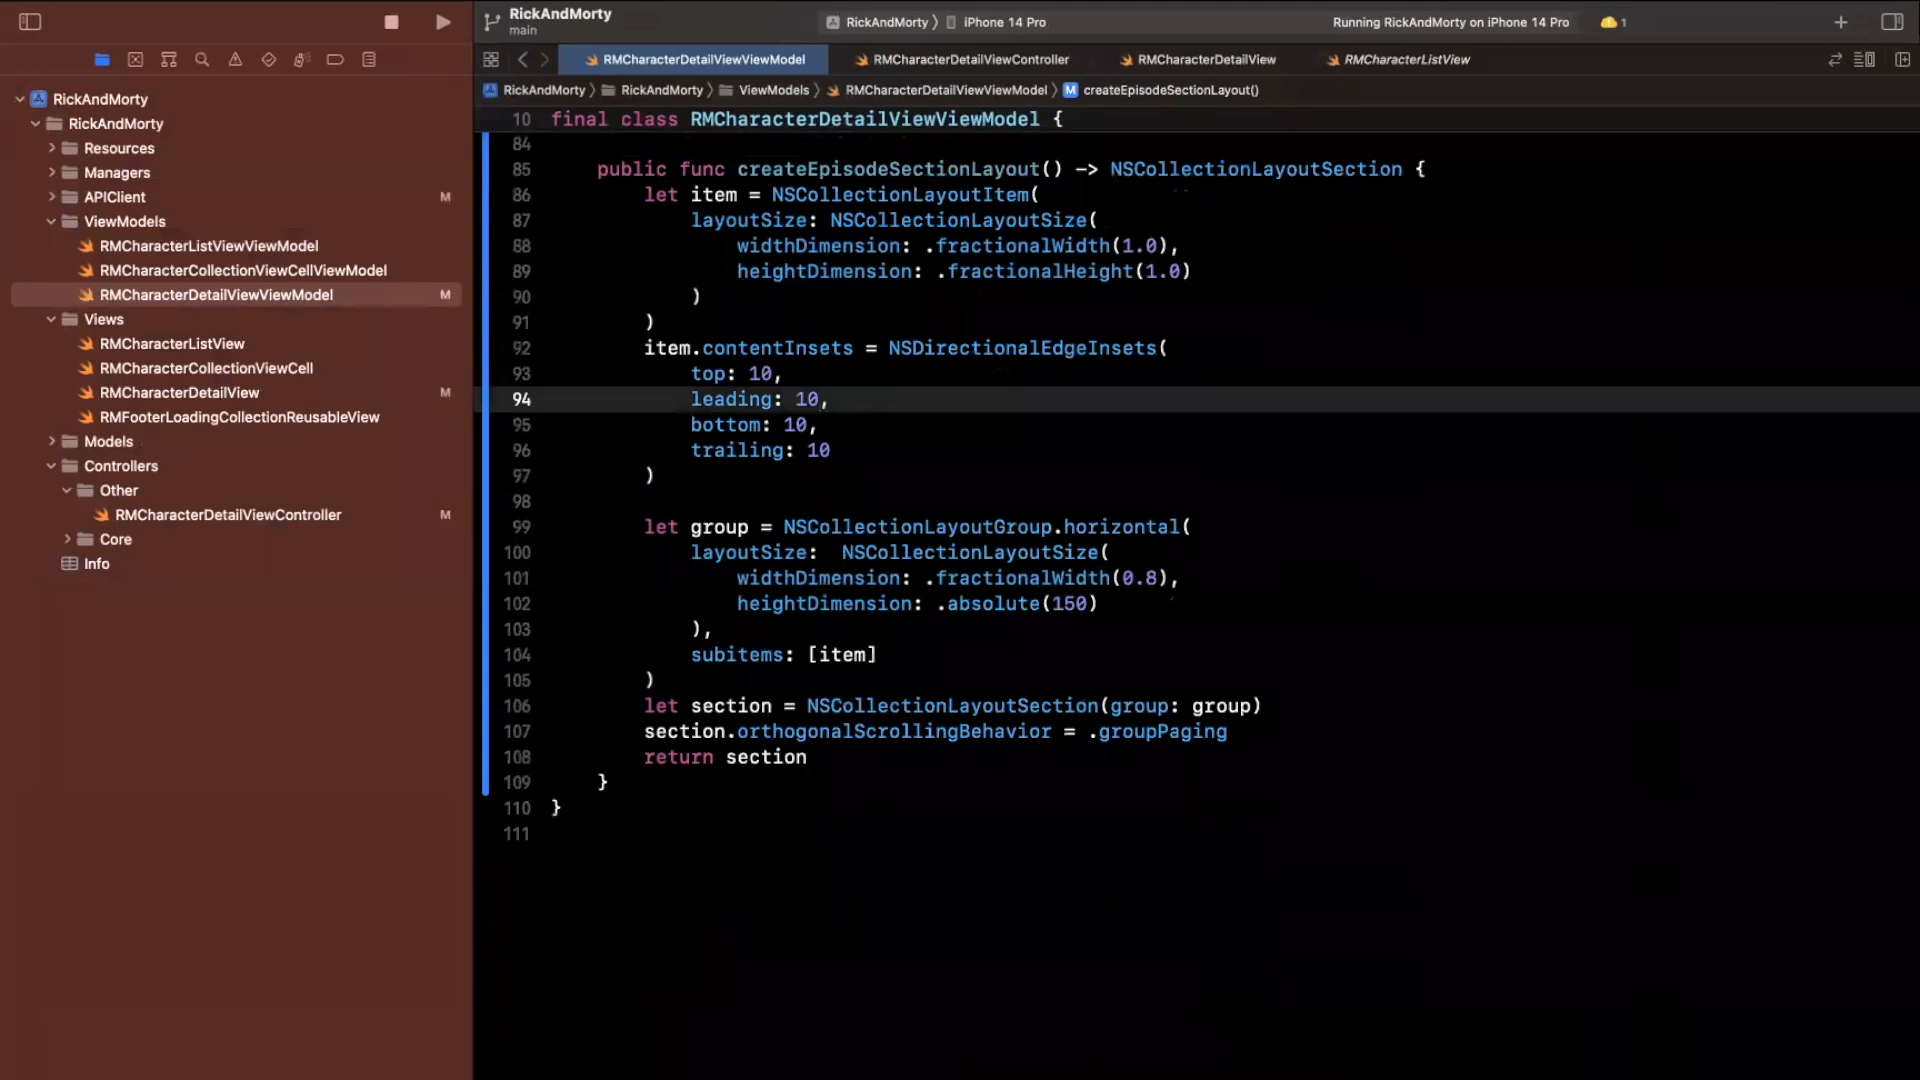 RickAndMorty
main
RickAndMorty
iPhone 14 Pro
Running RickAndMorty on iPhone 14 Pro
1
RMCharacterDetailViewViewModel
RMCharacterDetailViewController
RMCharacterDetailView
RMCharacterListView
RickAndMorty
RickAndMorty
ViewModels
RMCharacterDetailViewViewModel
M
createEpisodeSectionLayout()
RickAndMorty
RickAndMorty
Resources
Managers
APIClient M
ViewModels
RMCharacterListViewViewModel
RMCharacterCollectionViewCellViewModel
RMCharacterDetailViewViewModel M
Views
RMCharacterListView
RMCharacterCollectionViewCell
RMCharacterDetailView M
RMFooterLoadingCollectionReusableView
Models
Controllers
Other
RMCharacterDetailViewController M
Core
Info
10 final class RMCharacterDetailViewViewModel {
84
85 public func createEpisodeSectionLayout() -> NSCollectionLayoutSection {
86 let item = NSCollectionLayoutItem(
87 layoutSize: NSCollectionLayoutSize(
88 widthDimension: .fractionalWidth(1.0),
89 heightDimension: .fractionalHeight(1.0)
90 )
91 )
92 item.contentInsets = NSDirectionalEdgeInsets(
93 top: 10,
94 leading: 10,
95 bottom: 10,
96 trailing: 10
97 )
98
99 let group = NSCollectionLayoutGroup.horizontal(
100 layoutSize:  NSCollectionLayoutSize(
101 widthDimension: .fractionalWidth(0.8),
102 heightDimension: .absolute(150)
103 ),
104 subitems: [item]
105 )
106 let section = NSCollectionLayoutSection(group: group)
107 section.orthogonalScrollingBehavior = .groupPaging
108 return section
109 }
110 }
111